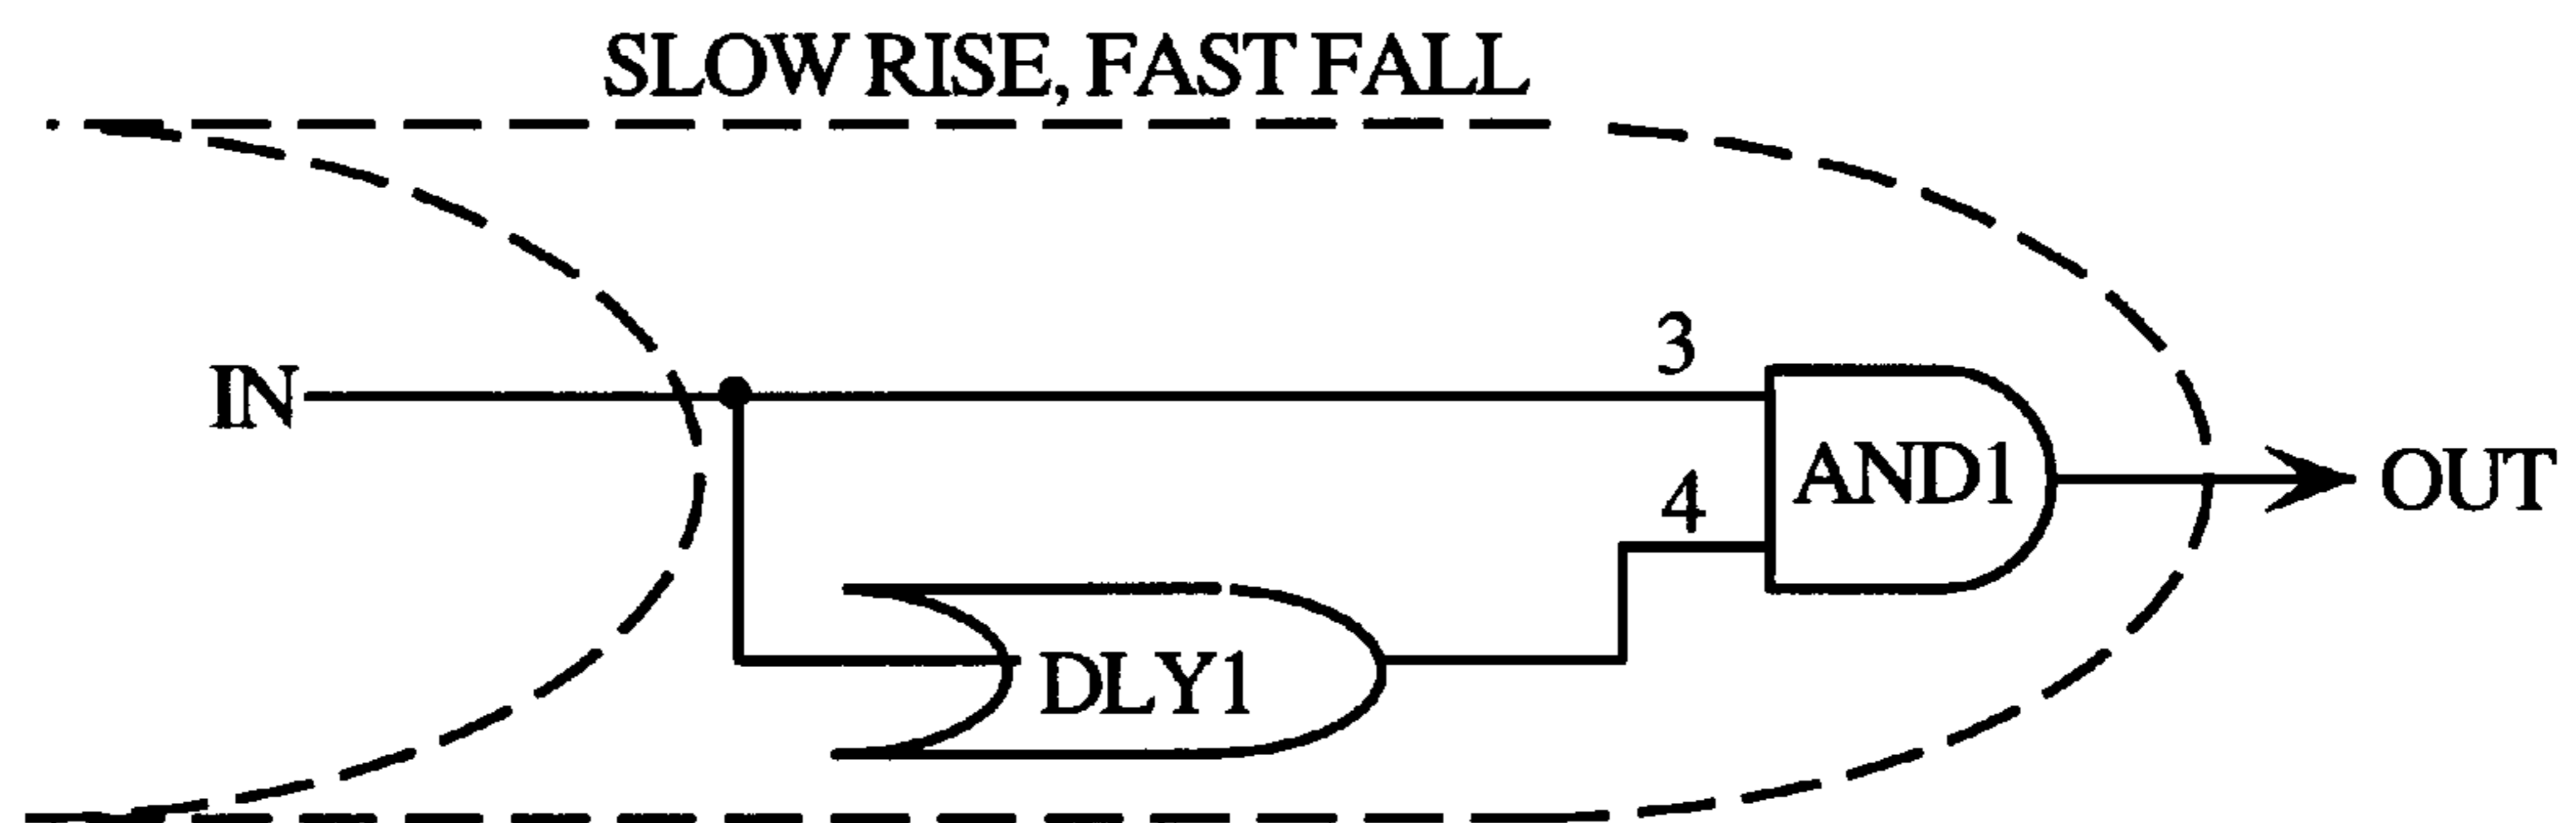 SLOW RISE, FAST FALL
IN
3
4
AND1
OUT
DLY1